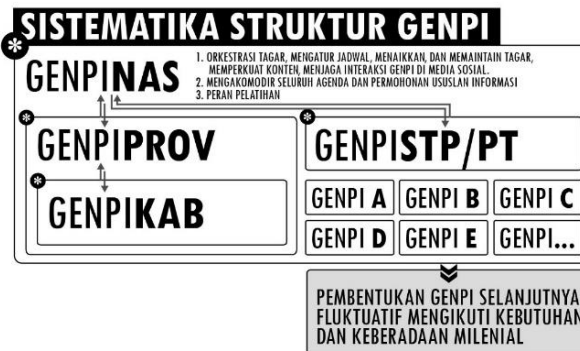 SISTEMATIKA STRUKTUR GENPI
GENPINAS
1. ORKESTRASI TAGAR, MENGATUR JADWAL, MENAIKKAN, DAN MEMAINTAIN TAGAR,
MEMPERKUAT KONTEN, MENJAGA INTERAKSI GENPI DI MEDIA SOSIAL.
2. MENGAKOMODIR SELURUH AGENDA DAN PERMOHONAN USUSLAN INFORMASI
3. PERAN PELATIHAN
GENPIPROV
GENPIKAB
GENPISTP/PT
GENPI A
GENPI B
GENPI C
GENPI D
GENPI E
GENPI...
PEMBENTUKAN GENPI SELANJUTNYA
FLUKTUATIF MENGIKUTI KEBUTUHAN
DAN KEBERADAAN MILENIAL